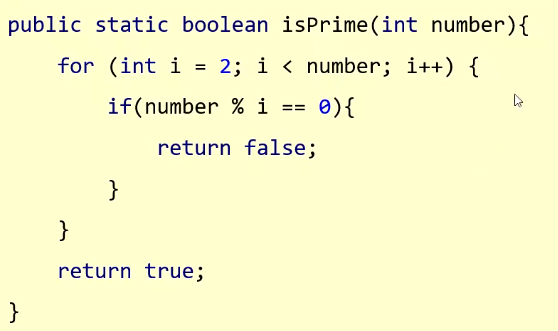 public static boolean isPrime(int number){
    for (int i = 2; i < number; i++) {
        if(number % i == 0){
            return false;
        }
    }
    return true;
}